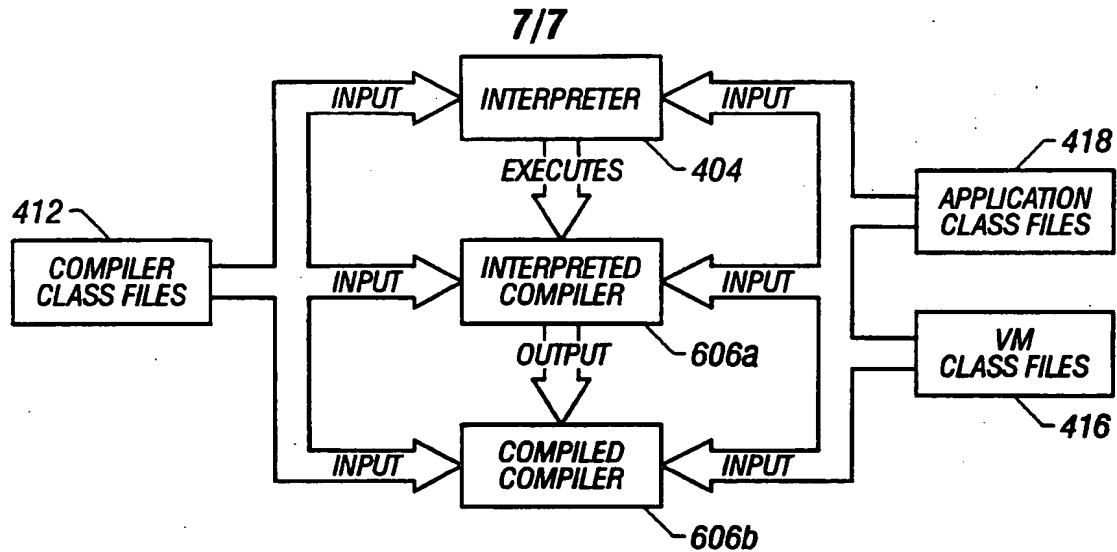 7/7
INPUT
INTERPRETER
INPUT
404
EXECUTES
418
APPLICATION
CLASS FILES
412
COMPILER
CLASS FILES
INPUT
INTERPRETED
COMPILER
INPUT
606a
OUTPUT
VM
CLASS FILES
416
INPUT
COMPILED
COMPILER
INPUT
606b